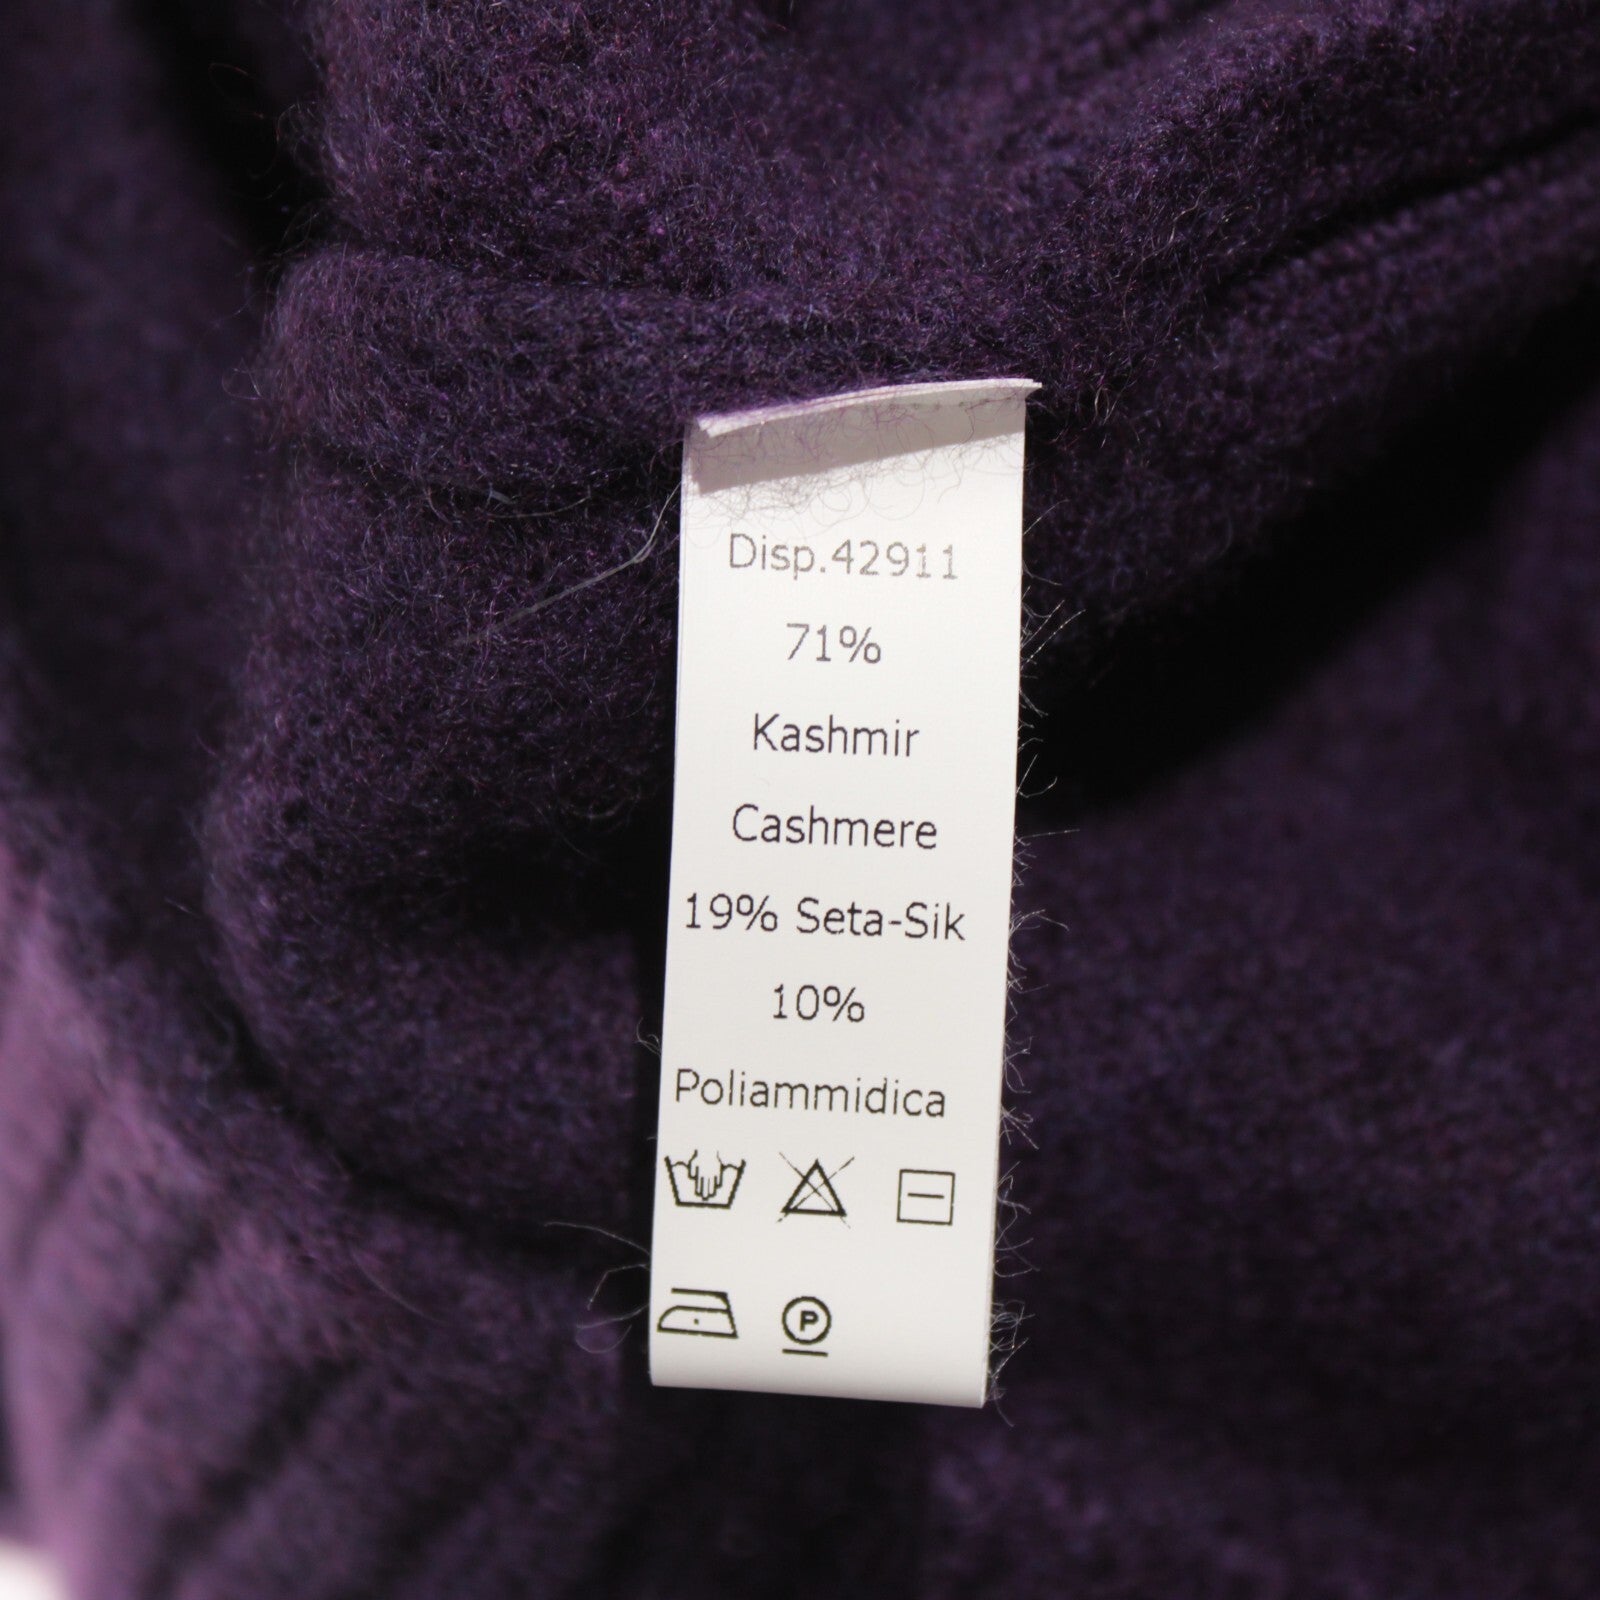 Disp.42911
71%
Kashmir
Cashmere
19% Seta-Sik
10%
Poliammidica
P